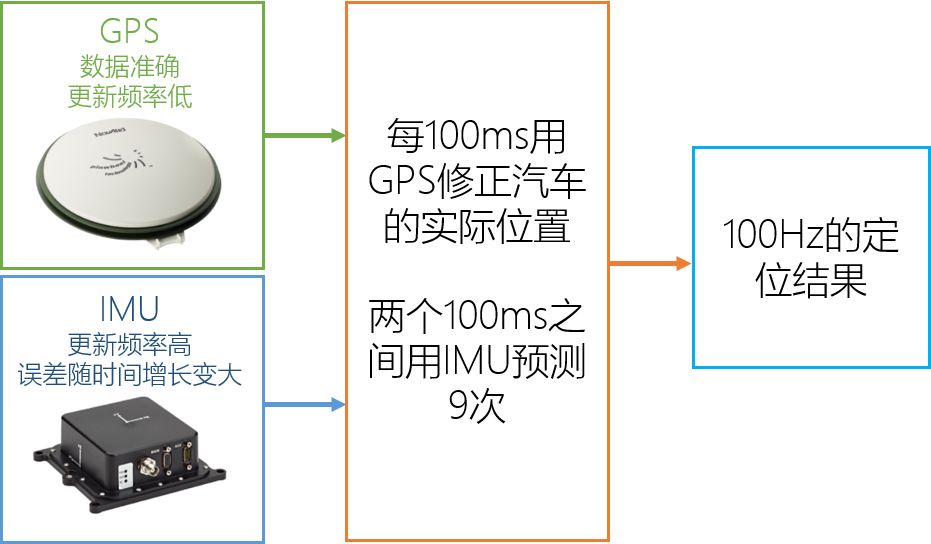 GPS
数据准确
更新频率低
NovAtel
pinwheel
technology
IMU
更新频率高
误差随时间增长变大
每100ms用
GPS修正汽车
的实际位置
两个100ms之
间用IMU预测
9次
100Hz的定
位结果